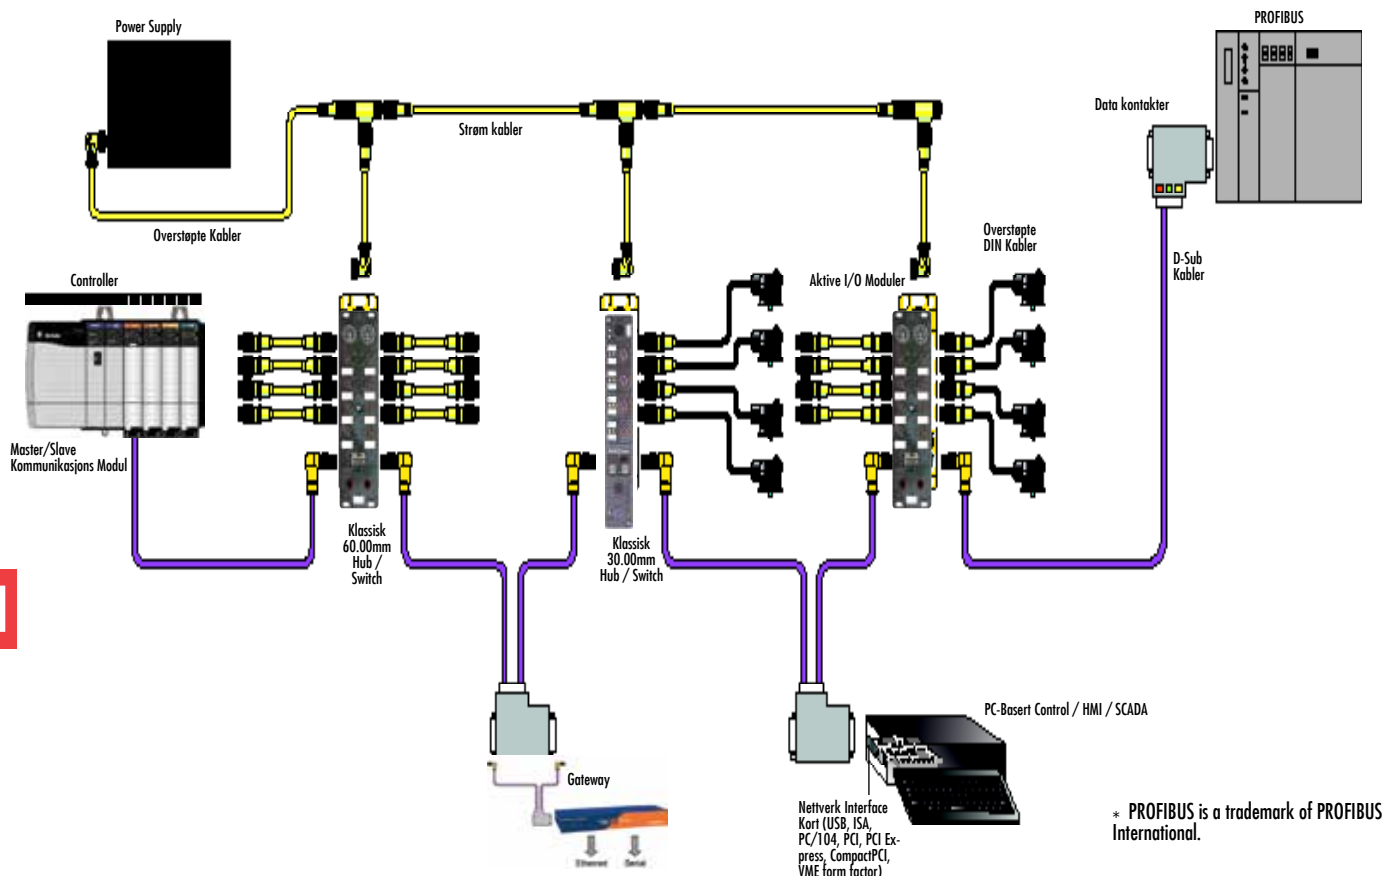 Power Supply
PROFIBUS
Data kontakter
Strøm kabler
Overstøpte Kabler
Overstøpte
DIN Kabler
D-Sub
Kabler
Controller
Aktive I/O Moduler
Master/Slave
Kommunikasjons Modul
Klassisk
60.00mm
Hub /
Switch
Klassisk
30.00mm
Hub / Switch
PC-Basert Control / HMI / SCADA
Gateway
Nettverk Interface
Kort (USB, ISA,
PC/104, PCI, PCI Ex-
press, CompactPCI,
VME form factor)
* PROFIBUS is a trademark of PROFIBUS
International.
Ethernet
Serial